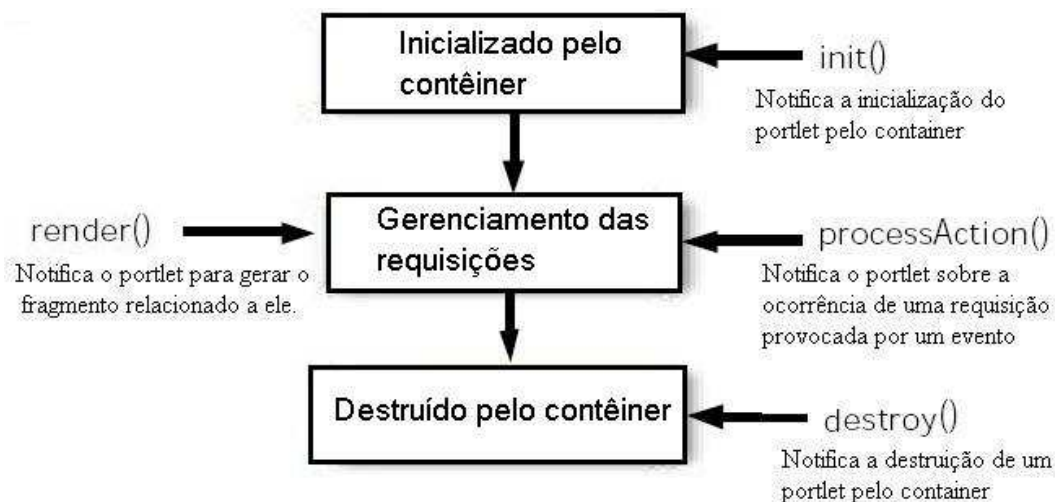 Inicializado pelo
contêiner
init()
Notifica a inicialização do
portlet pelo container
render()
Notifica o portlet para gerar o
fragmento relacionado a ele.
Gerenciamento das
requisições
processAction()
Notifica o portlet sobre a
ocorrência de uma requisição
provocada por um evento
Destruído pelo contêiner
destroy()
Notifica a destruição de um
portlet pelo container